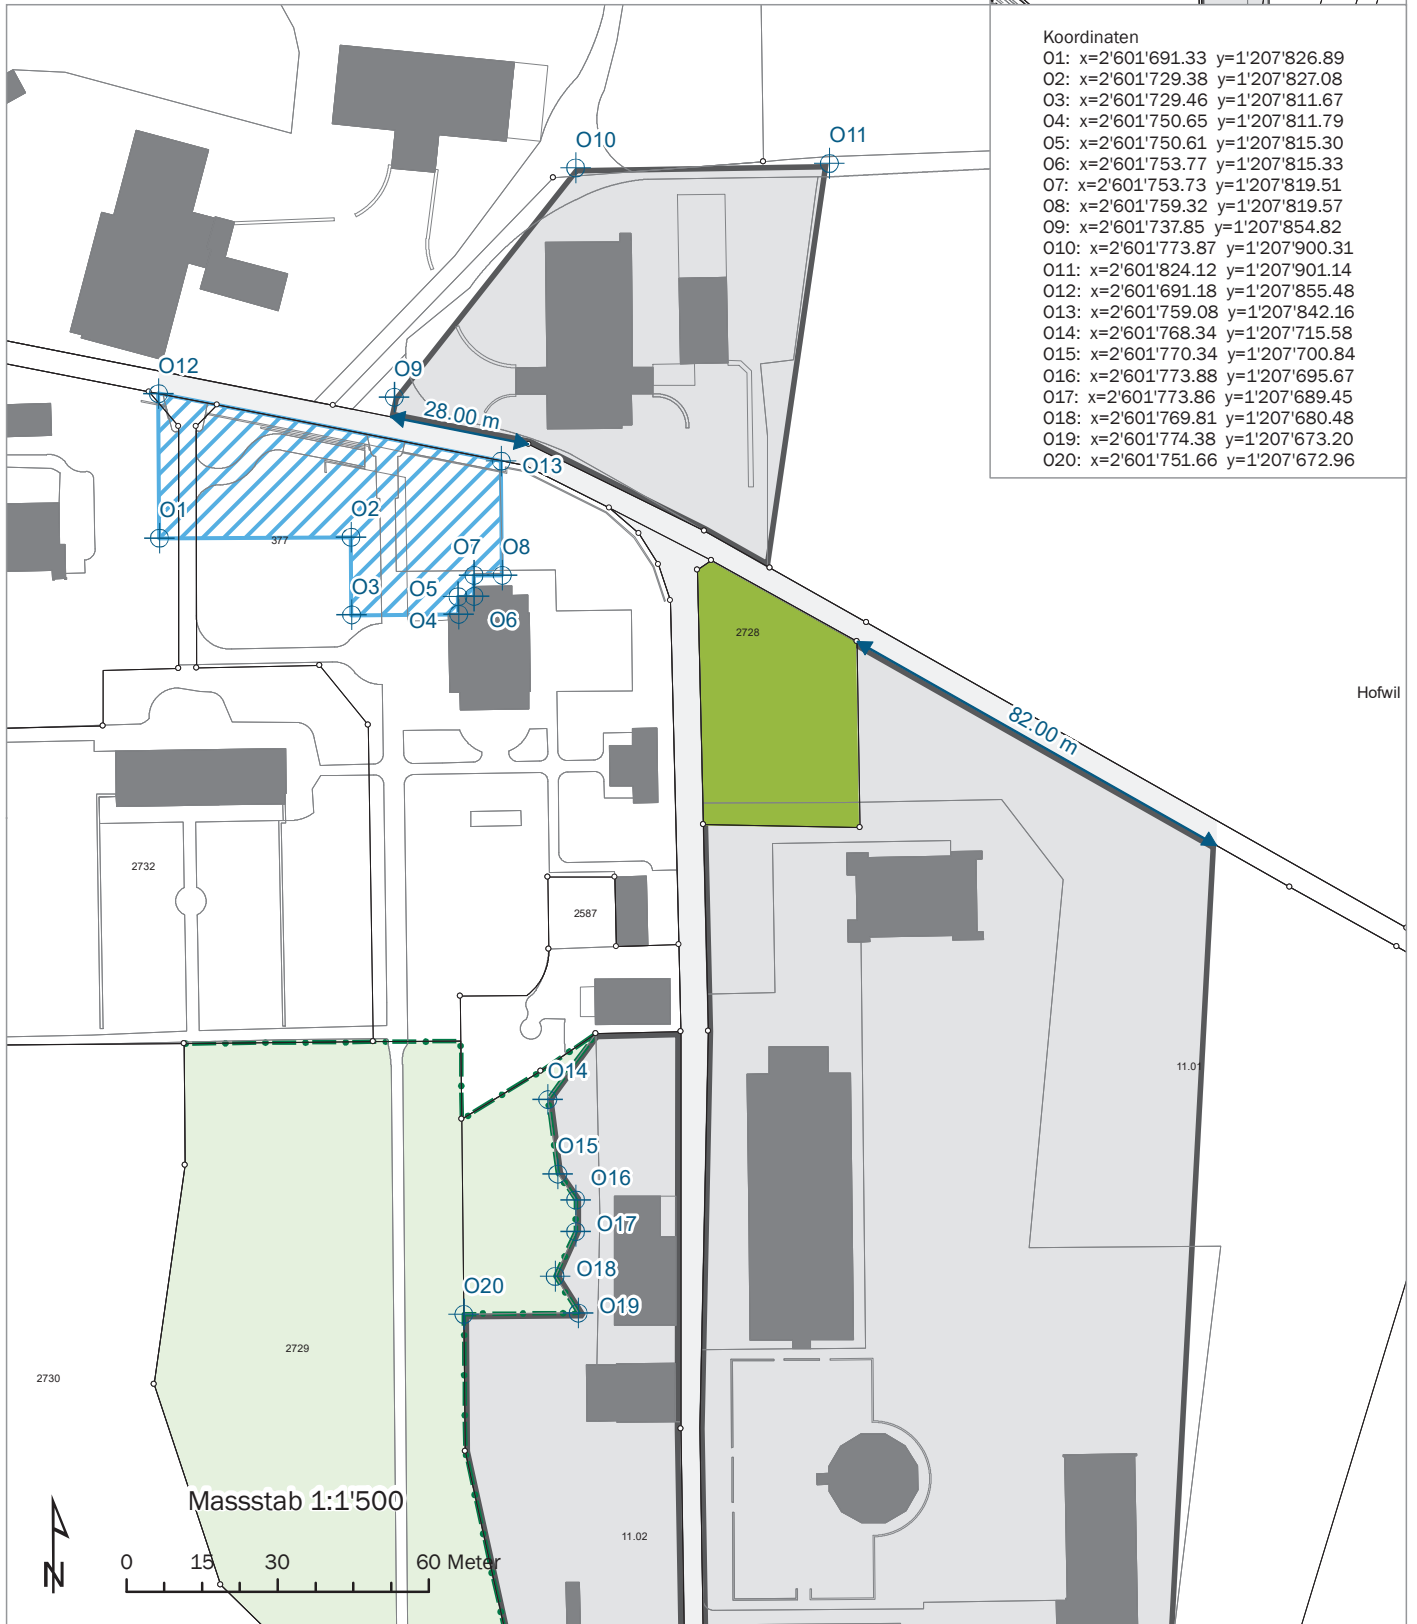 Koordinaten
O1: x=2'601'691.33 y=1'207'826.89
O2: x=2'601'729.38 y=1'207'827.08
O3: x=2'601'729.46 y=1'207'811.67
O4: x=2'601'750.65 y=1'207'811.79
O5: x=2'601'750.61 y=1'207'815.30
O6: x=2'601'753.77 y=1'207'815.33
O7: x=2'601'753.73 y=1'207'819.51
O8: x=2'601'759.32 y=1'207'819.57
O9: x=2'601'737.85 y=1'207'854.82
O10: x=2'601'773.87 y=1'207'900.31
O11: x=2'601'824.12 y=1'207'901.14
O12: x=2'601'691.18 y=1'207'855.48
O13: x=2'601'759.08 y=1'207'842.16
O14: x=2'601'768.34 y=1'207'715.58
O15: x=2'601'770.34 y=1'207'700.84
O16: x=2'601'773.88 y=1'207'695.67
O17: x=2'601'773.86 y=1'207'689.45
O18: x=2'601'769.81 y=1'207'680.48
O19: x=2'601'774.38 y=1'207'673.20
O20: x=2'601'751.66 y=1'207'672.96
O10
O11
O12
O9
28.00 m
O13
O1
O2
377
O7
O8
O3
O5
O4
O6
2728
Hofwil
82.00 m
2732
2587
O14
11.01
O15
O16
O17
O18
O20
O19
2729
2730
Massstab 1:1'500
11.02
N
0 15 30 60 Meter